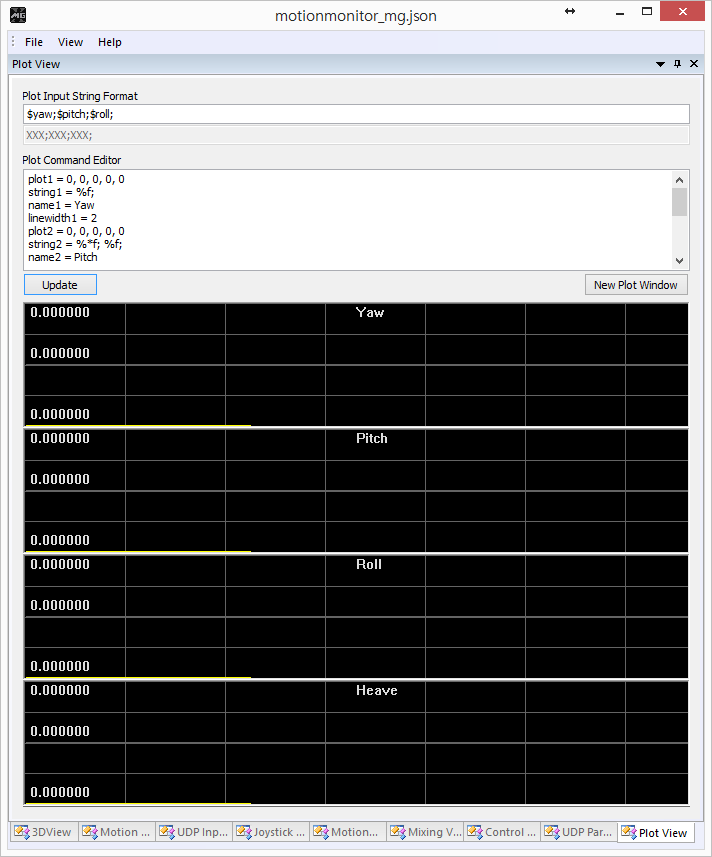 MG
motionmonitor_mg.json
File View Help
Plot View
Plot Input String Format
$yaw;$pitch;$roll;
XXX;XXX;XXX;
Plot Command Editor
plot1 = 0, 0, 0, 0, 0
string1 = %f;
name1 = Yaw
linewidth1 = 2
plot2 = 0, 0, 0, 0, 0
string2 = %*f; %f;
name2 = Pitch
Update New Plot Window
0.000000 Yaw
0.000000
0.000000
0.000000 Pitch
0.000000
0.000000
0.000000 Roll
0.000000
0.000000
0.000000 Heave
0.000000
0.000000
3DView Motion ... UDP Inp... Joystick ... Motion... Mixing V... Control ... UDP Par... Plot View